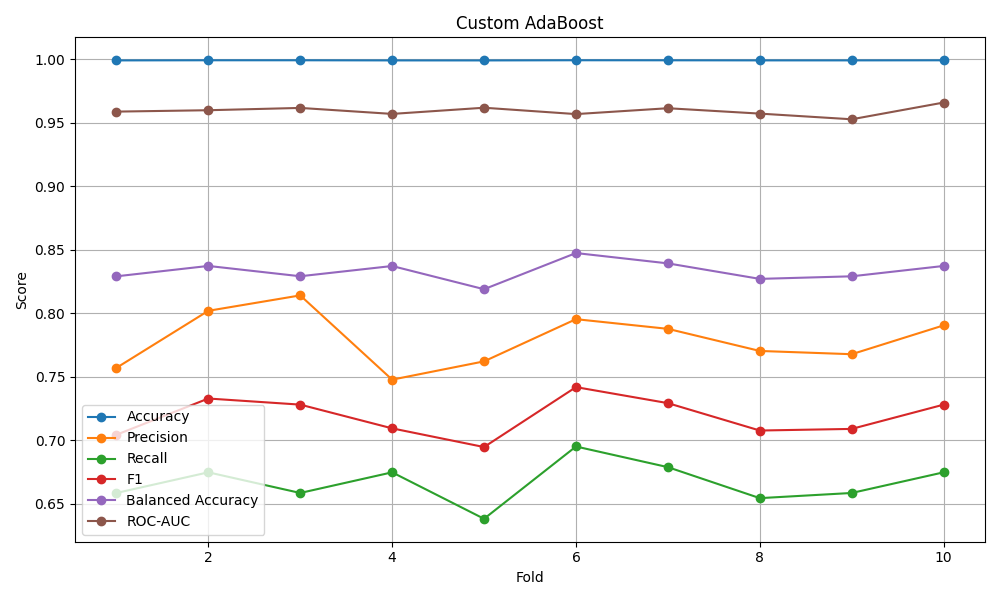 Custom AdaBoost
Score
1.00
0.95
0.90
0.85
0.80
0.75
0.70
0.65
Accuracy
Precision
Recall
F1
Balanced Accuracy
ROC-AUC
2
4
6
8
10
Fold